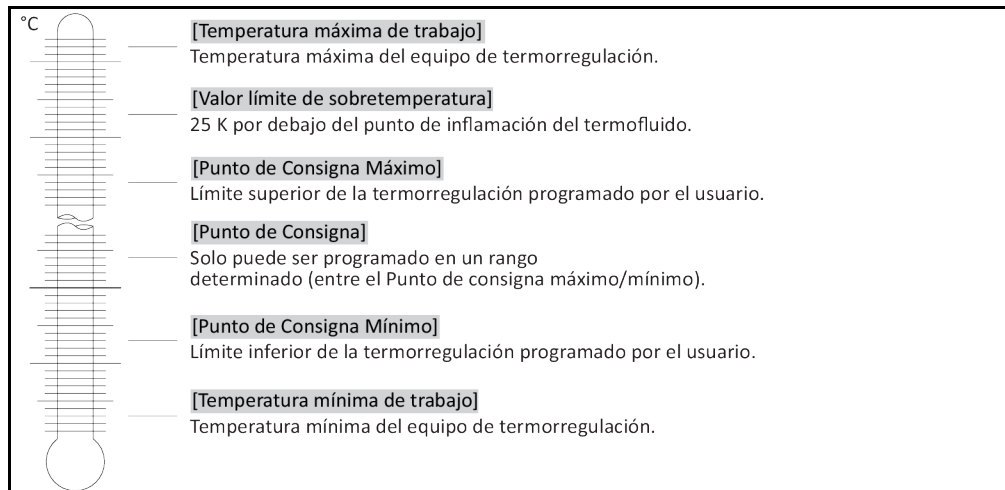 °C
[Temperatura máxima de trabajo]
Temperatura máxima del equipo de termorregulación.
[Valor límite de sobretemperatura]
25 K por debajo del punto de inflamación del termofluido.
[Punto de Consigna Máximo]
Límite superior de la termorregulación programado por el usuario.
[Punto de Consigna]
Solo puede ser programado en un rango
determinado (entre el Punto de consigna máximo/mínimo).
[Punto de Consigna Mínimo]
Límite inferior de la termorregulación programado por el usuario.
[Temperatura mínima de trabajo]
Temperatura mínima del equipo de termorregulación.